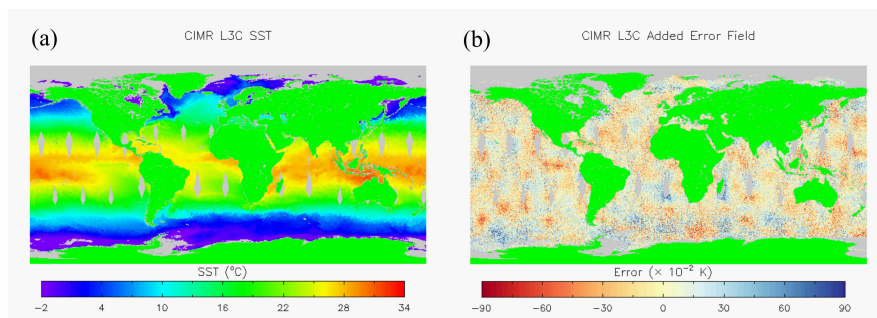 (a)
CIMR L3C SST
SST (°C)
−2 4 10 16 22 28 34
(b)
CIMR L3C Added Error Field
Error (× 10⁻² K)
−90 −60 −30 0 30 60 90